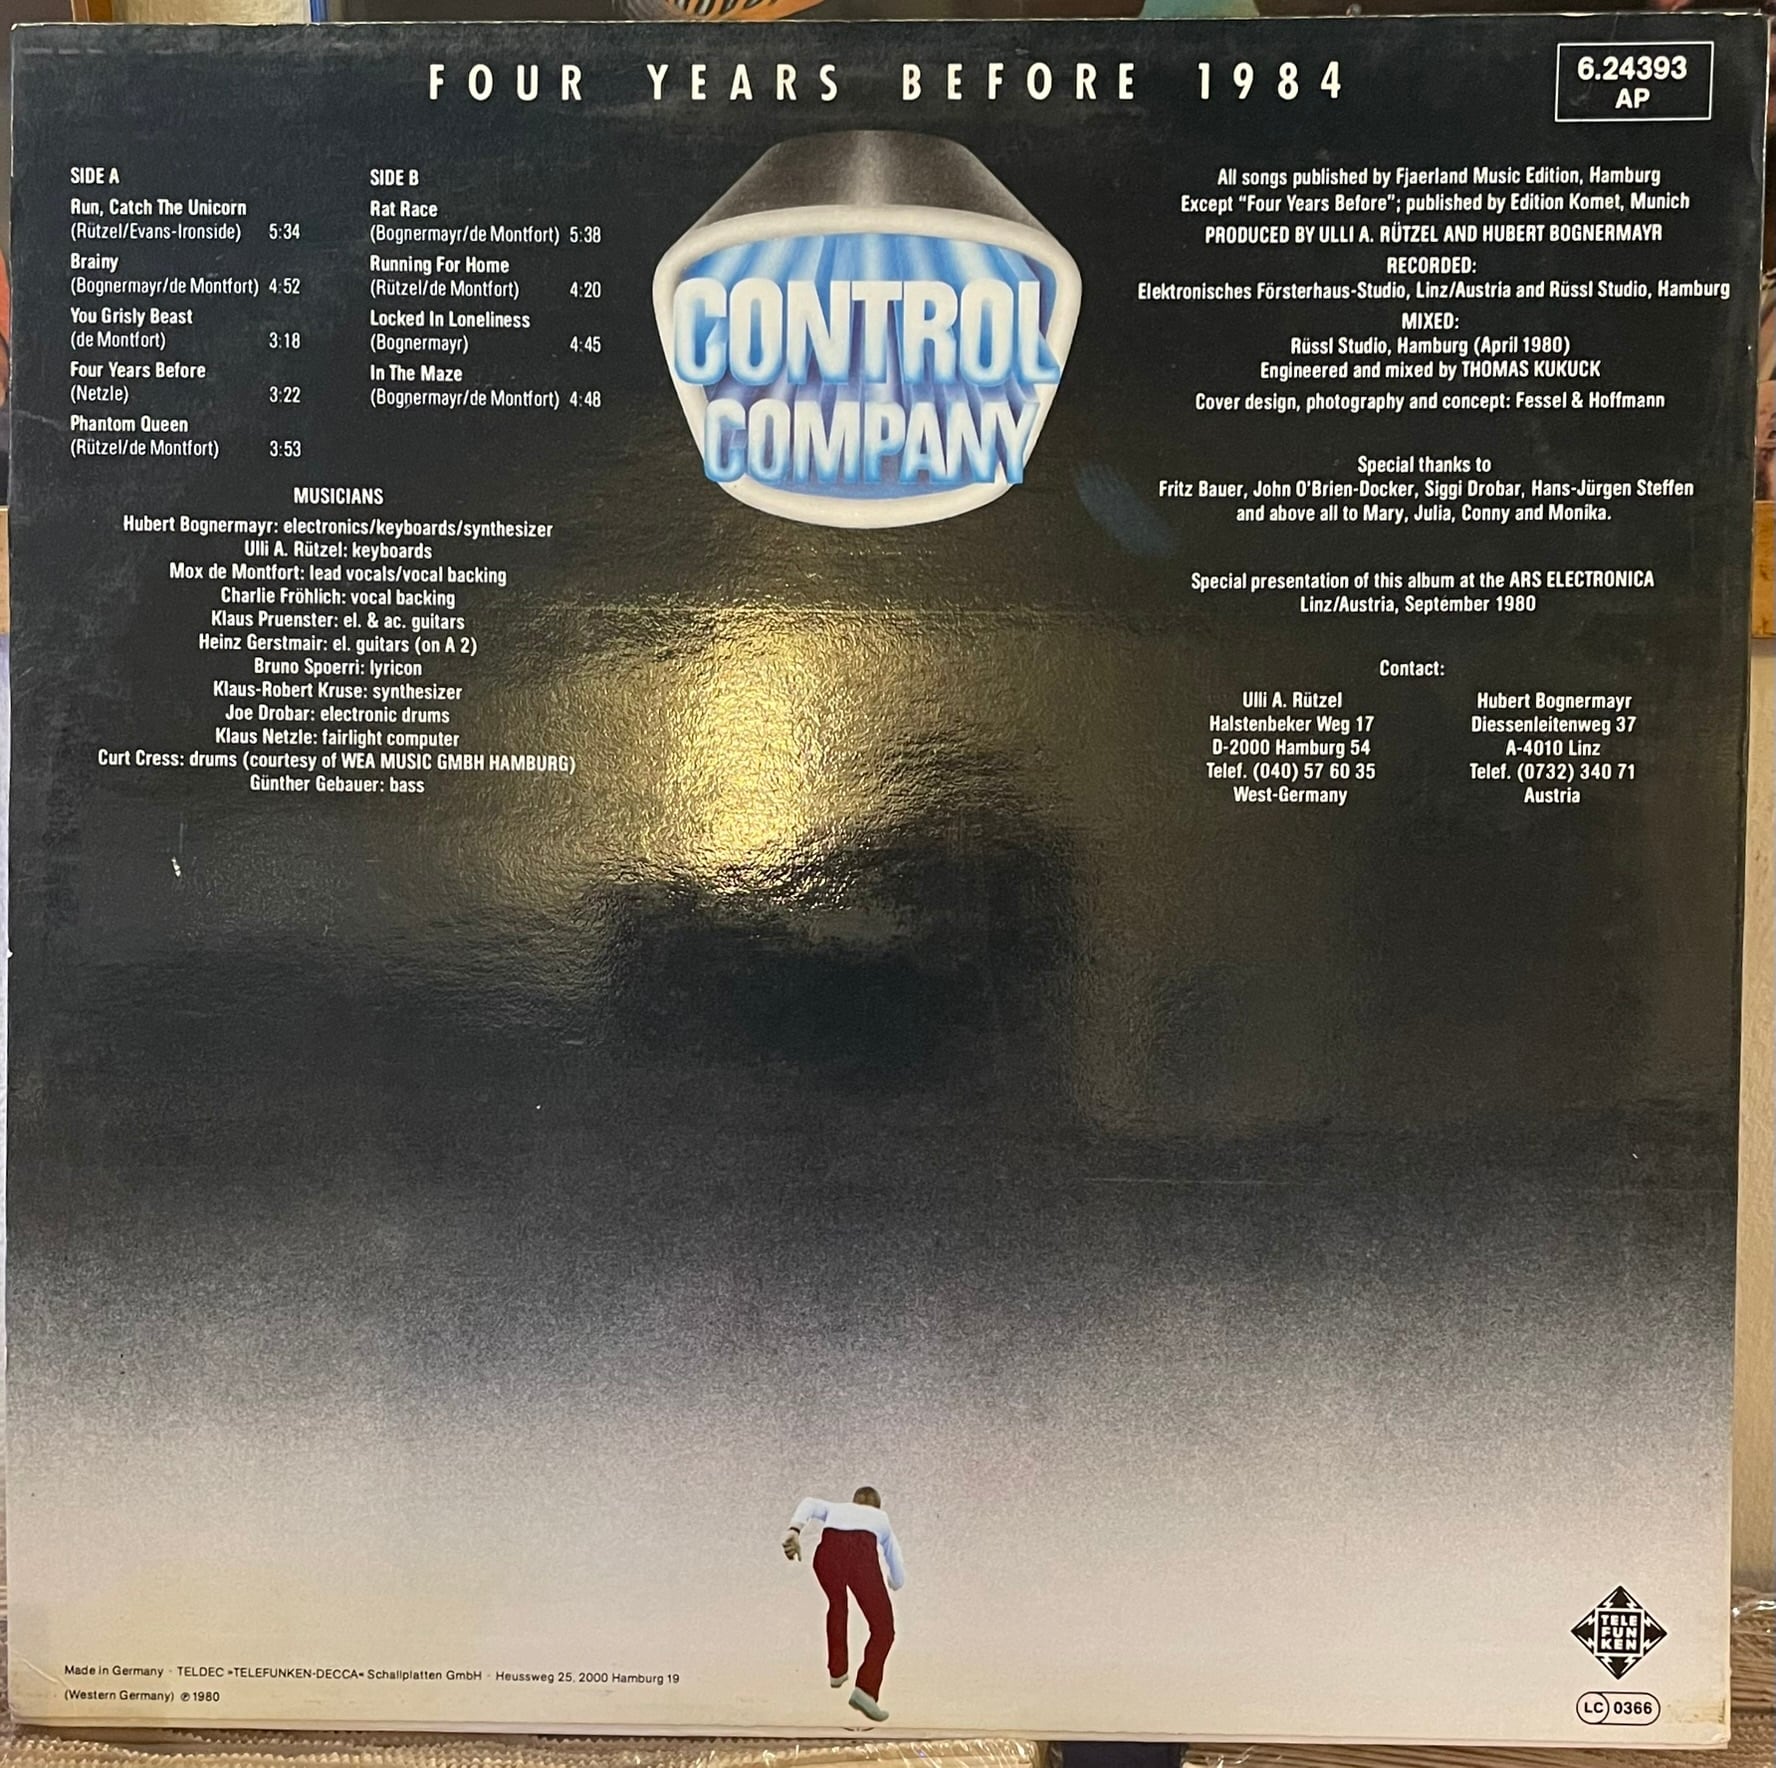 FOUR YEARS BEFORE 1984
6.24393
AP
SIDE A
Run, Catch The Unicorn
(Rützel/Evans-Ironside) 5:34
Brainy
(Bognermayr/de Montfort) 4:52
You Grisly Beast
(de Montfort) 3:18
Four Years Before
(Netzle) 3:22
Phantom Queen
(Rützel/de Montfort) 3:53
SIDE B
Rat Race
(Bognermayr/de Montfort) 5:38
Running For Home
(Rützel/de Montfort) 4:20
Locked In Loneliness
(Bognermayr) 4:45
In The Maze
(Bognermayr/de Montfort) 4:48
MUSICIANS
Hubert Bognermayr: electronics/keyboards/synthesizer
Ulli A. Rützel: keyboards
Mox de Montfort: lead vocals/vocal backing
Charlie Fröhlich: vocal backing
Klaus Pruenster: el. & ac. guitars
Heinz Gerstmair: el. guitars (on A 2)
Bruno Spoerri: lyricon
Klaus-Robert Kruse: synthesizer
Joe Drobar: electronic drums
Klaus Netzle: fairlight computer
Curt Cress: drums (courtesy of WEA MUSIC GMBH HAMBURG)
Günther Gebauer: bass
CONTROL
COMPANY
All songs published by Fjaerland Music Edition, Hamburg
Except “Four Years Before”; published by Edition Komet, Munich
PRODUCED BY ULLI A. RÜTZEL AND HUBERT BOGNERMAYR
RECORDED:
Elektronisches Försterhaus-Studio, Linz/Austria and Rüssl Studio, Hamburg
MIXED:
Rüssl Studio, Hamburg (April 1980)
Engineered and mixed by THOMAS KUKUCK
Cover design, photography and concept: Fessel & Hoffmann
Special thanks to
Fritz Bauer, John O'Brien-Docker, Siggi Drobar, Hans-Jürgen Steffen
and above all to Mary, Julia, Conny and Monika.
Special presentation of this album at the ARS ELECTRONICA
Linz/Austria, September 1980
Contact:
Ulli A. Rützel
Halstenbeker Weg 17
D-2000 Hamburg 54
Telef. (040) 57 60 35
West-Germany
Hubert Bognermayr
Diessenleitenweg 37
A-4010 Linz
Telef. (0732) 340 71
Austria
Made in Germany · TELDEC »TELEFUNKEN-DECCA« Schallplatten GmbH · Heussweg 25, 2000 Hamburg 19
(Western Germany) ℗ 1980
TELE
FUN
KEN
LC 0366